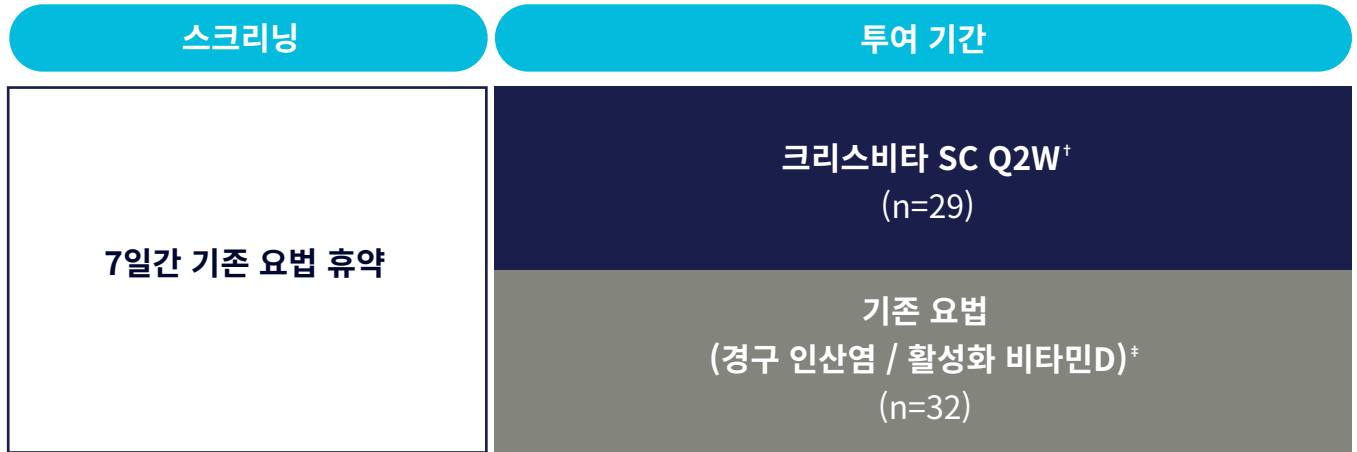 스크리닝
투여 기간
7일간 기존 요법 휴약
크리스비타 SC Q2W†
(n=29)
기존 요법
(경구 인산염 / 활성화 비타민D)‡
(n=32)